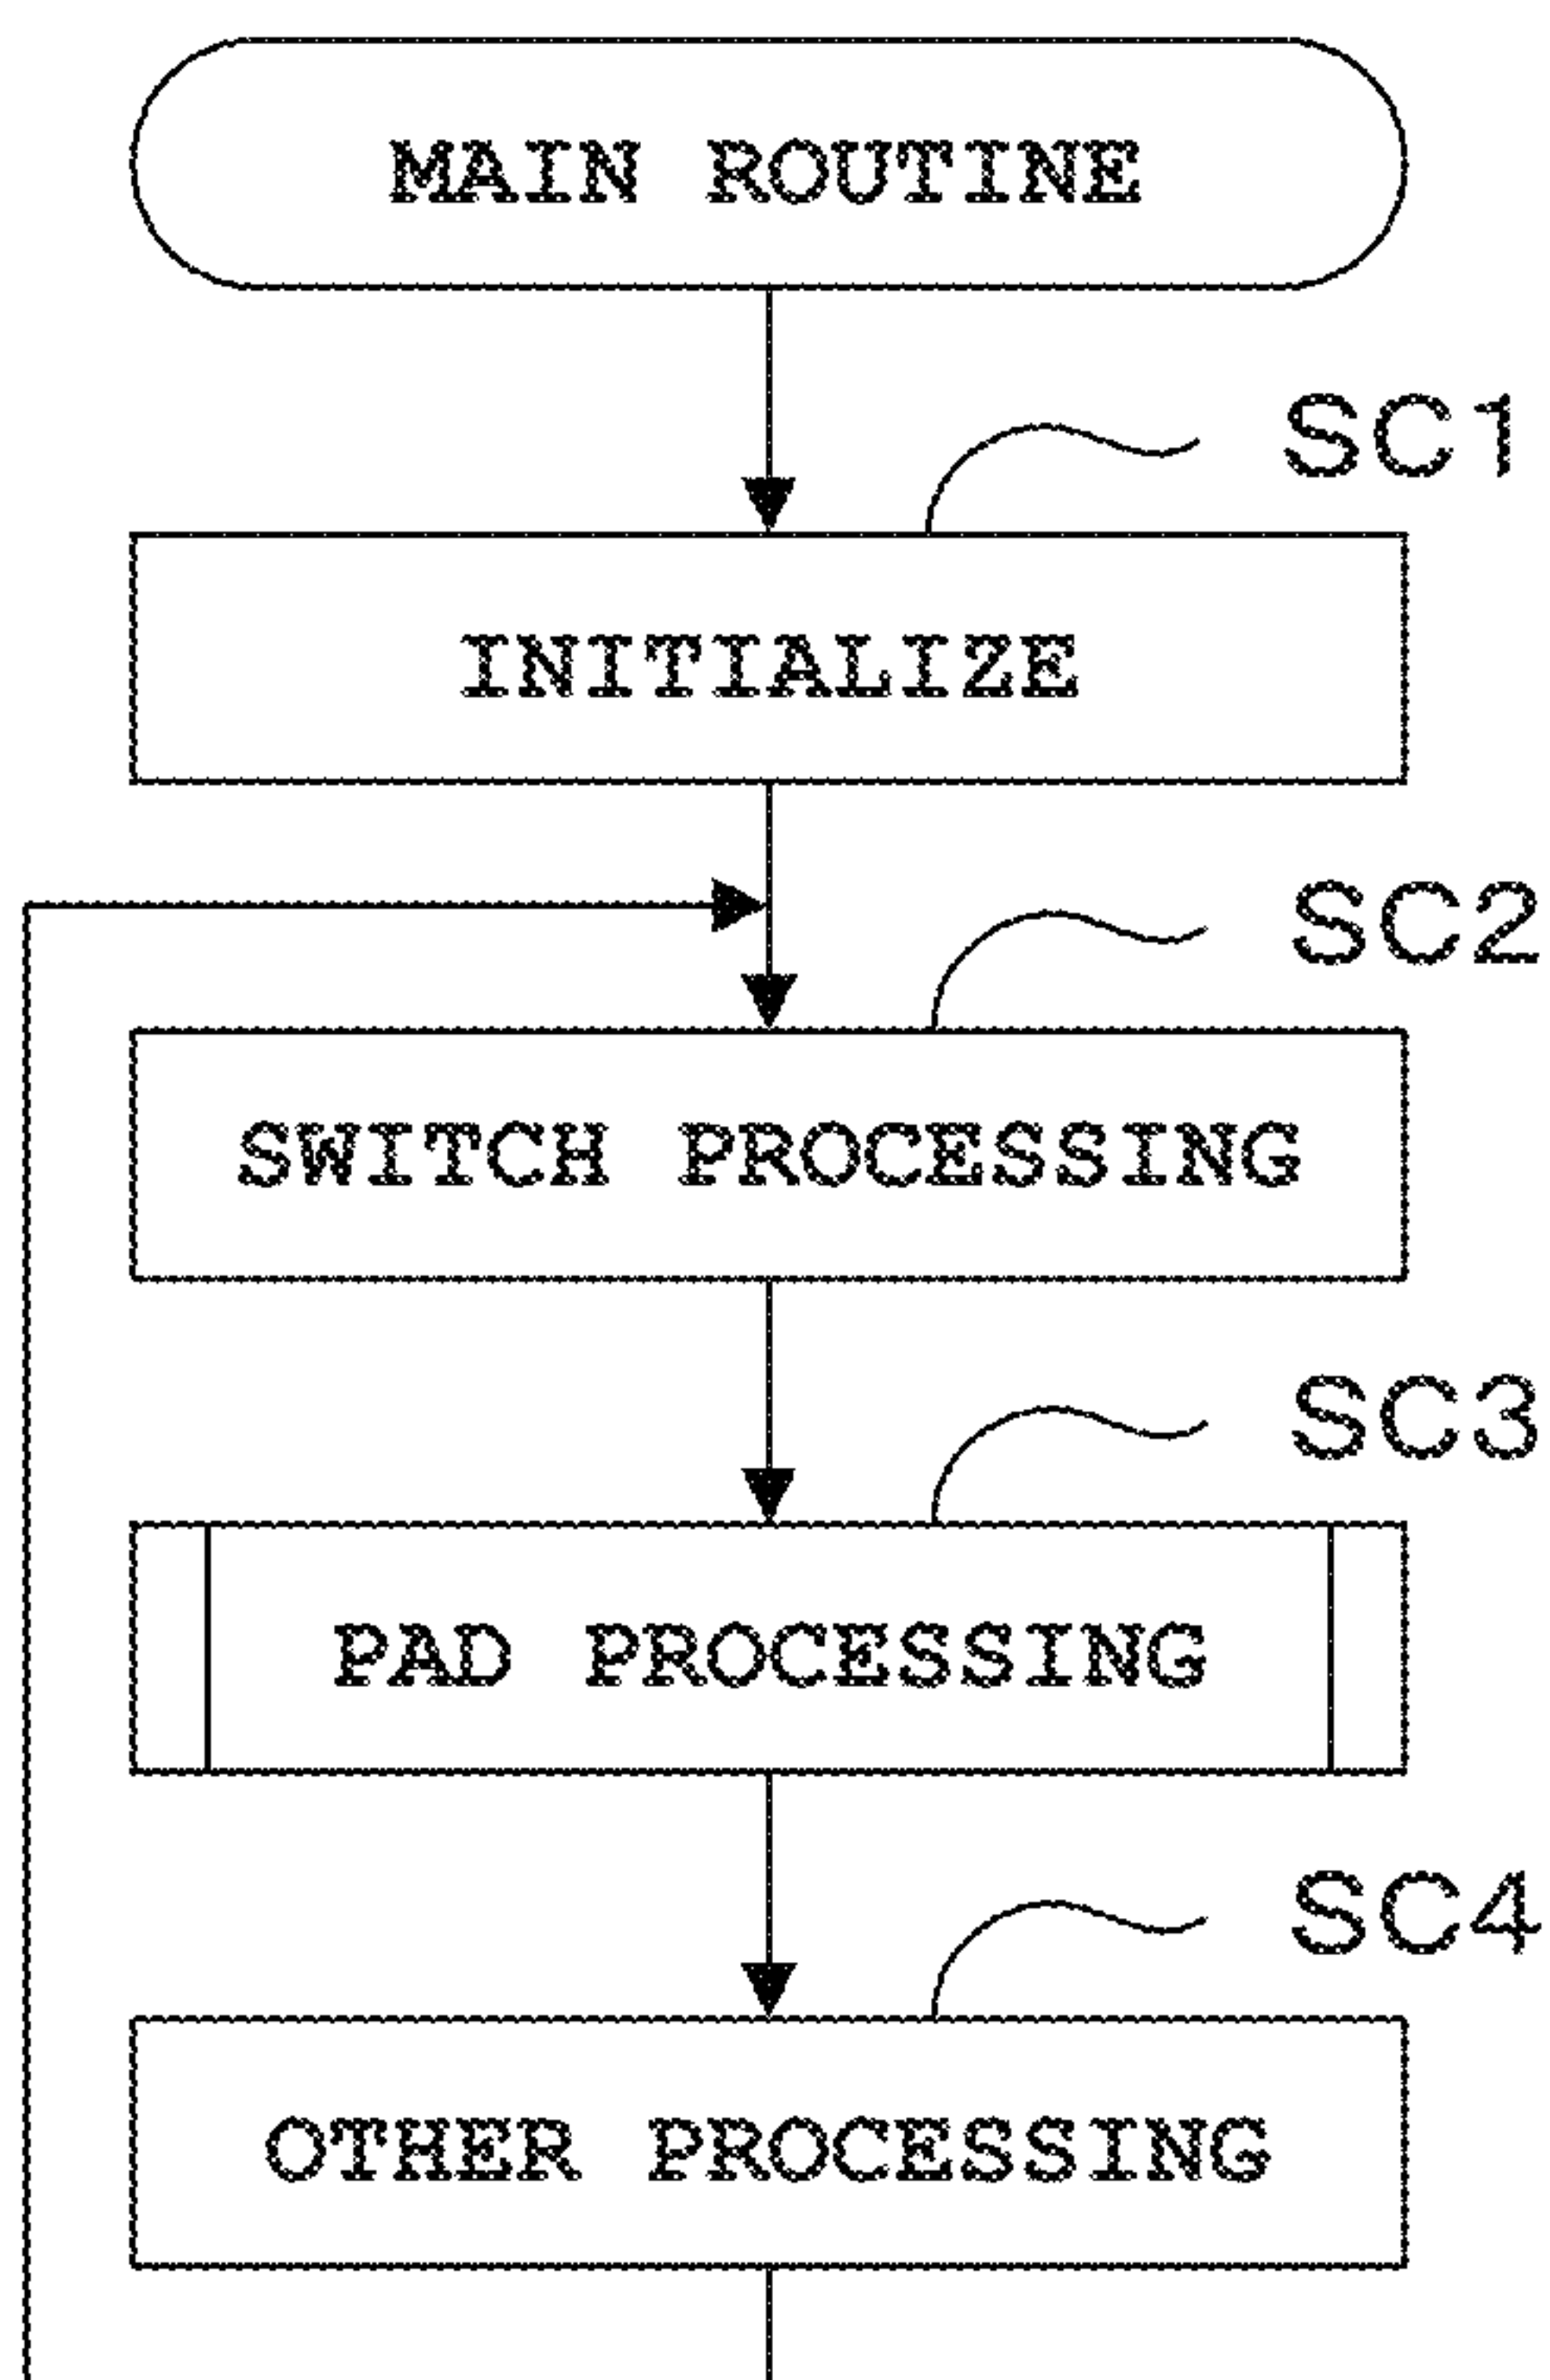 MAIN ROUTINE
SC1
INITIALIZE
SC2
SWITCH PROCESSING
SC3
PAD PROCESSING
SC4
OTHER PROCESSING